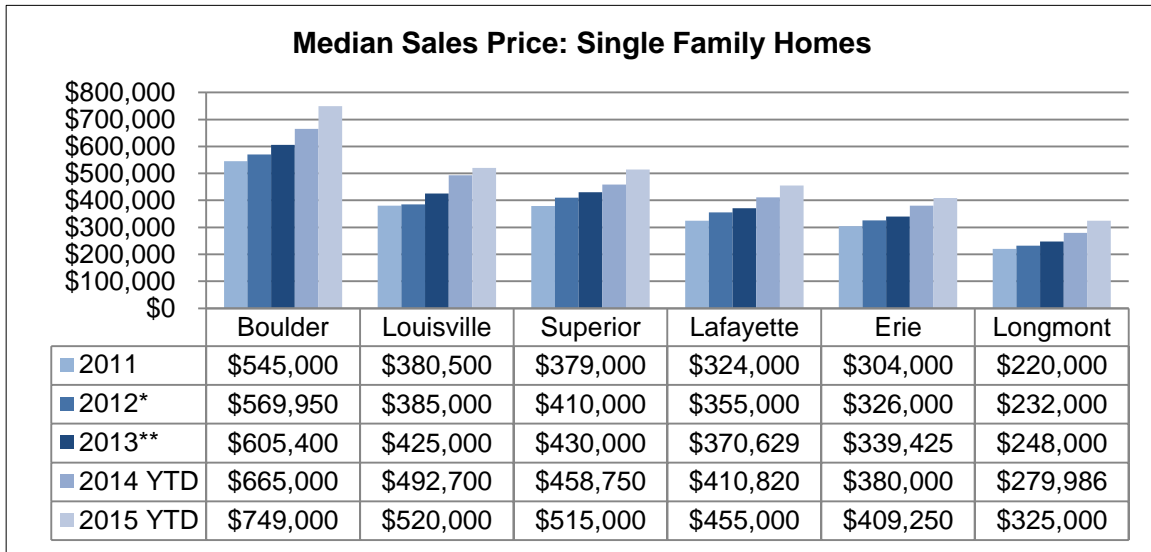 Median Sales Price: Single Family Homes
$800,000
$700,000
$600,000
$500,000
$400,000
$300,000
$200,000
$100,000
$0
Boulder Louisville Superior Lafayette Erie Longmont
2011 $545,000 $380,500 $379,000 $324,000 $304,000 $220,000
2012* $569,950 $385,000 $410,000 $355,000 $326,000 $232,000
2013** $605,400 $425,000 $430,000 $370,629 $339,425 $248,000
2014 YTD $665,000 $492,700 $458,750 $410,820 $380,000 $279,986
2015 YTD $749,000 $520,000 $515,000 $455,000 $409,250 $325,000